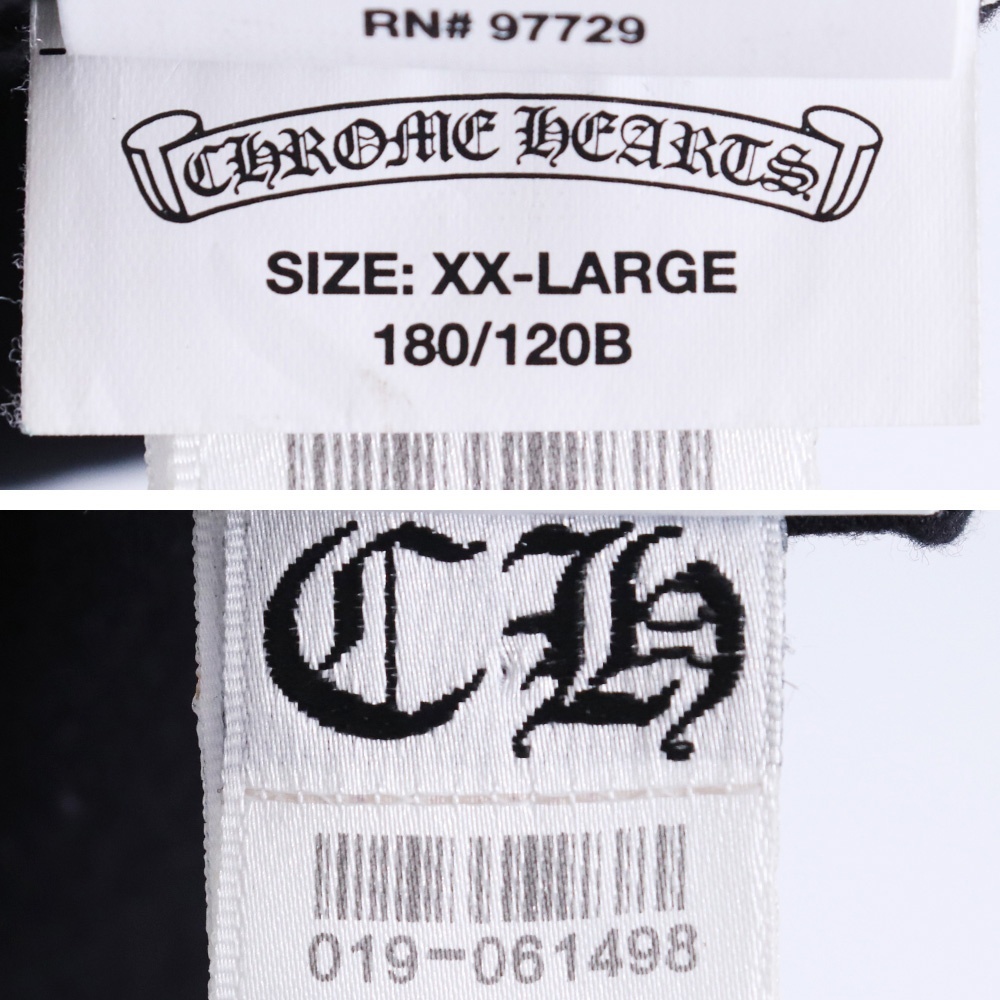 RN# 97729
CHROME HEARTS
SIZE: XX-LARGE
180/120B
CH
019-061498